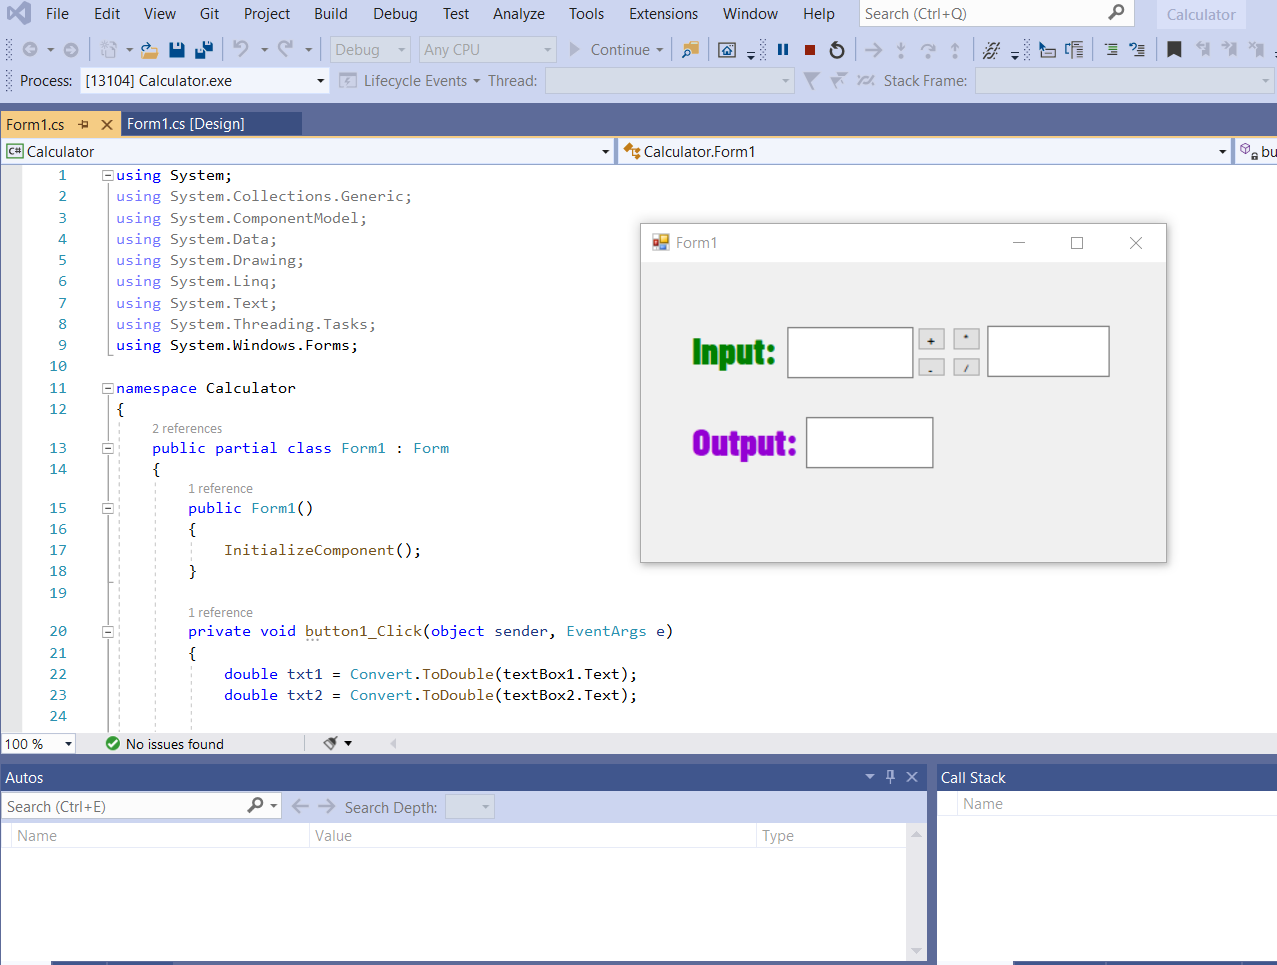 File Edit View Git Project Build Debug Test Analyze Tools Extensions Window Help Search (Ctrl+Q) Calculator
Debug Any CPU Continue
Process: [13104] Calculator.exe Lifecycle Events Thread: Stack Frame:
Form1.cs Form1.cs [Design]
C# Calculator Calculator.Form1 bu
1 using System;
2 using System.Collections.Generic;
3 using System.ComponentModel;
4 using System.Data;
5 using System.Drawing;
6 using System.Linq;
7 using System.Text;
8 using System.Threading.Tasks;
9 using System.Windows.Forms;
10
11 namespace Calculator
12 {
2 references
13 public partial class Form1 : Form
14 {
1 reference
15 public Form1()
16 {
17 InitializeComponent();
18 }
19
1 reference
20 private void button1_Click(object sender, EventArgs e)
21 {
22 double txt1 = Convert.ToDouble(textBox1.Text);
23 double txt2 = Convert.ToDouble(textBox2.Text);
24
Form1
Input: + *
- /
Output:
100 % No issues found
Autos
Search (Ctrl+E) Search Depth:
Name Value Type
Call Stack
Name